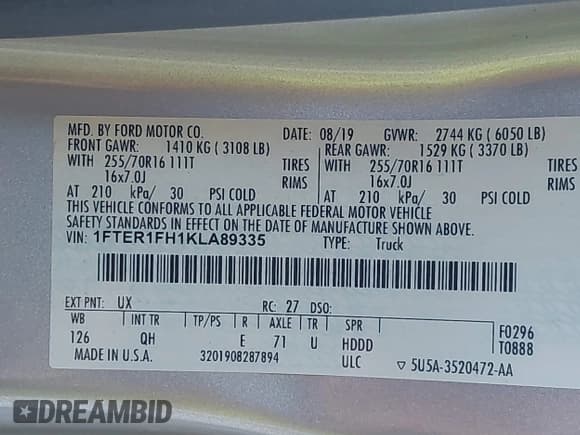 MFD. BY FORD MOTOR CO. DATE: 08/19 GVWR: 2744 KG ( 6050 LB)
FRONT GAWR: 1410 KG ( 3108 LB) REAR GAWR: 1529 KG ( 3370 LB)
WITH 255/70R16 111T TIRES WITH 255/70R16 111T TIRES
16x7.0J RIMS 16x7.0J RIMS
AT 210 kPa/ 30 PSI COLD AT 210 kPa/ 30 PSI COLD
THIS VEHICLE CONFORMS TO ALL APPLICABLE FEDERAL MOTOR VEHICLE
SAFETY STANDARDS IN EFFECT ON THE DATE OF MANUFACTURE SHOWN ABOVE.
VIN: 1FTER1FH1KLA89335 TYPE: Truck
EXT PNT: UX RC: 27 DSO:
WB INT TR TP/PS R AXLE TR SPR F0296
126 QH E 71 U HDDD T0888
MADE IN U.S.A. 3201908287894 ULC ▽ 5U5A-3520472-AA
DREAMBID